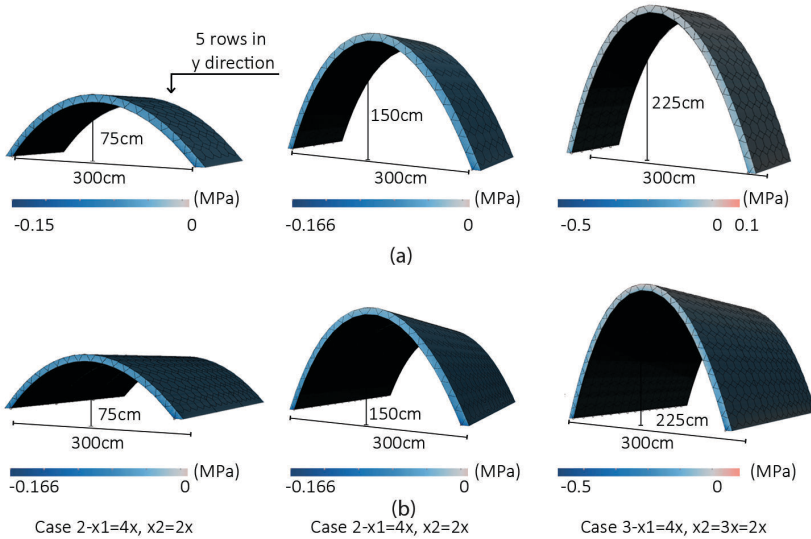 5 rows in
y direction
75cm
300cm
150cm
300cm
225cm
300cm
(MPa)
-0.15 0
(MPa)
-0.166 0
(MPa)
-0.5 0 0.1
(a)
75cm
300cm
150cm
300cm
225cm
300cm
(MPa)
-0.166 0
(MPa)
-0.166 0
(MPa)
-0.5 0
(b)
Case 2-x1=4x, x2=2x
Case 2-x1=4x, x2=2x
Case 3-x1=4x, x2=3x=2x